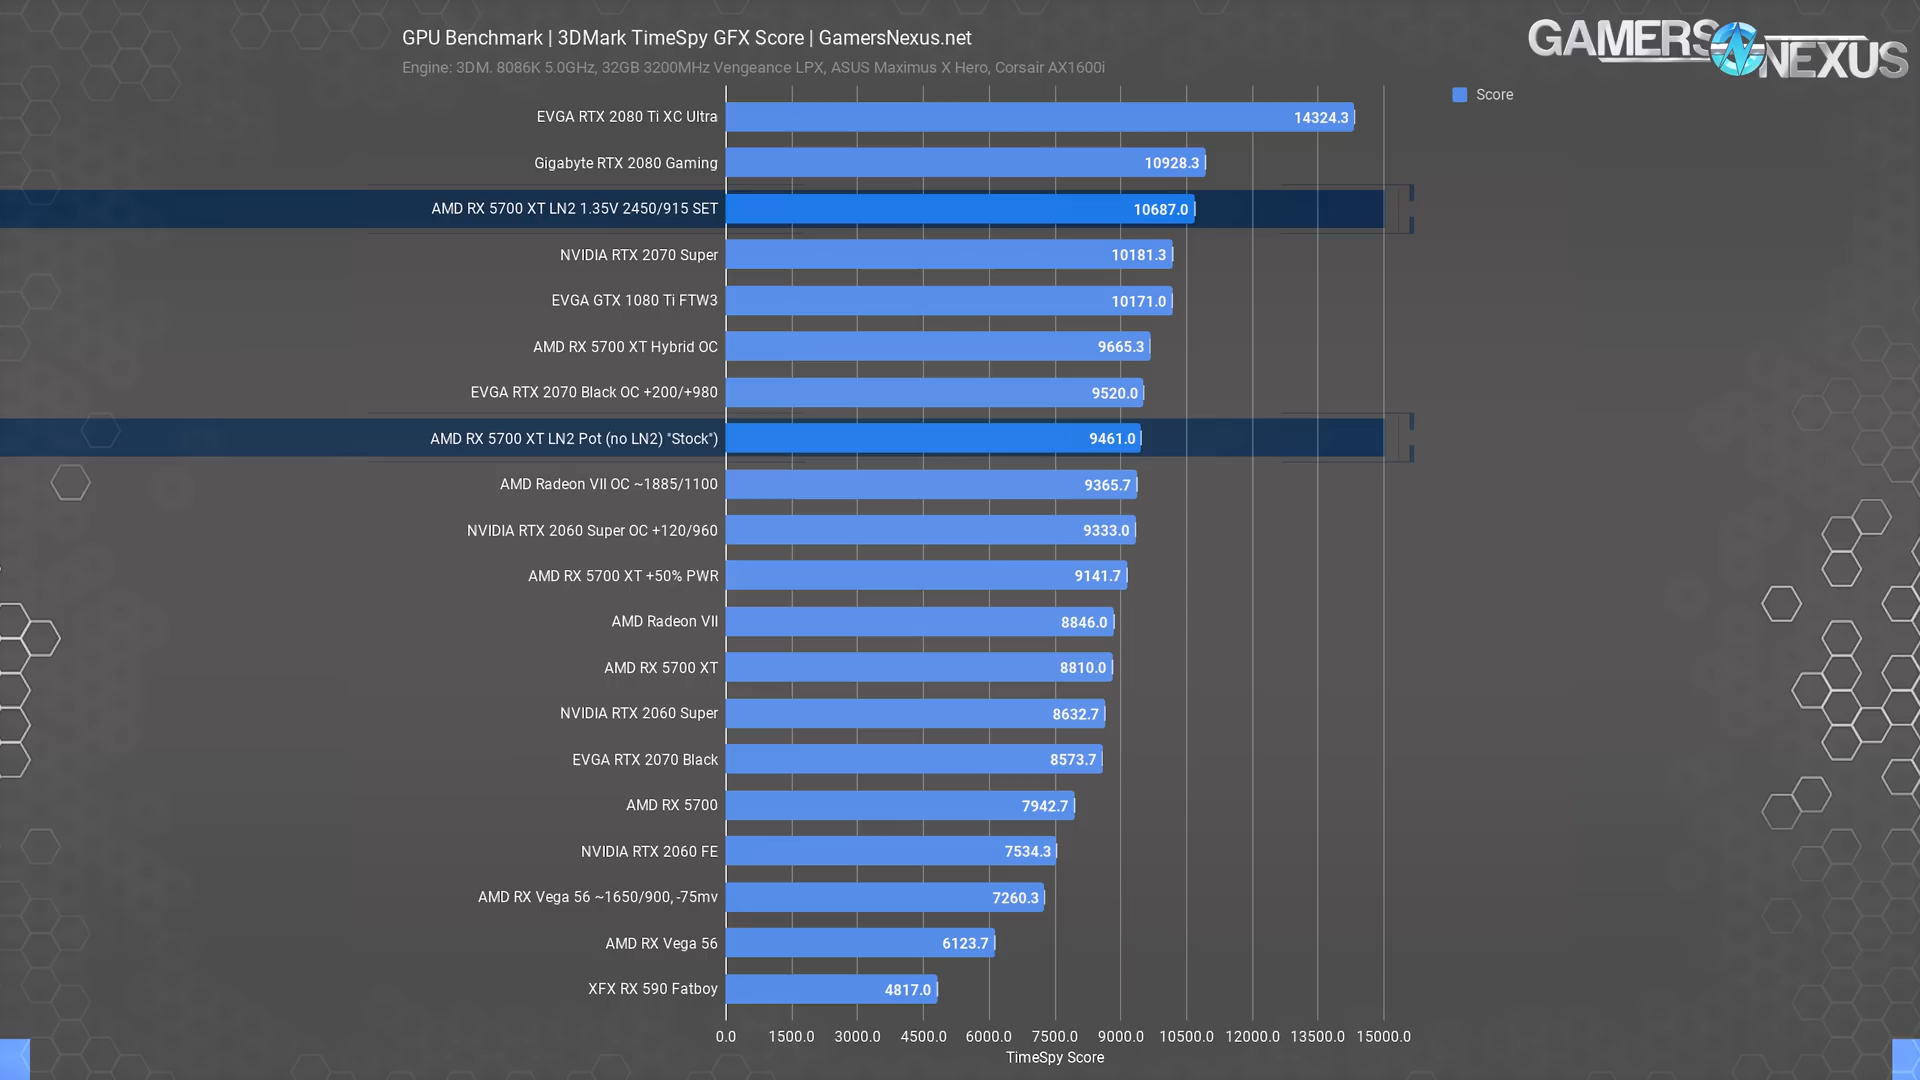 GPU Benchmark | 3DMark TimeSpy GFX Score | GamersNexus.net
Engine: 3DM. 8086K 5.0GHz, 32GB 3200MHz Vengeance LPX, ASUS Maximus X Hero, Corsair AX1600i
GAMERS NEXUS
Score
EVGA RTX 2080 Ti XC Ultra 14324.3
Gigabyte RTX 2080 Gaming 10928.3
AMD RX 5700 XT LN2 1.35V 2450/915 SET 10687.0
NVIDIA RTX 2070 Super 10181.3
EVGA GTX 1080 Ti FTW3 10171.0
AMD RX 5700 XT Hybrid OC 9665.3
EVGA RTX 2070 Black OC +200/+980 9520.0
AMD RX 5700 XT LN2 Pot (no LN2) "Stock") 9461.0
AMD Radeon VII OC ~1885/1100 9365.7
NVIDIA RTX 2060 Super OC +120/960 9333.0
AMD RX 5700 XT +50% PWR 9141.7
AMD Radeon VII 8846.0
AMD RX 5700 XT 8810.0
NVIDIA RTX 2060 Super 8632.7
EVGA RTX 2070 Black 8573.7
AMD RX 5700 7942.7
NVIDIA RTX 2060 FE 7534.3
AMD RX Vega 56 ~1650/900, -75mv 7260.3
AMD RX Vega 56 6123.7
XFX RX 590 Fatboy 4817.0
0.0 1500.0 3000.0 4500.0 6000.0 7500.0 9000.0 10500.0 12000.0 13500.0 15000.0
TimeSpy Score